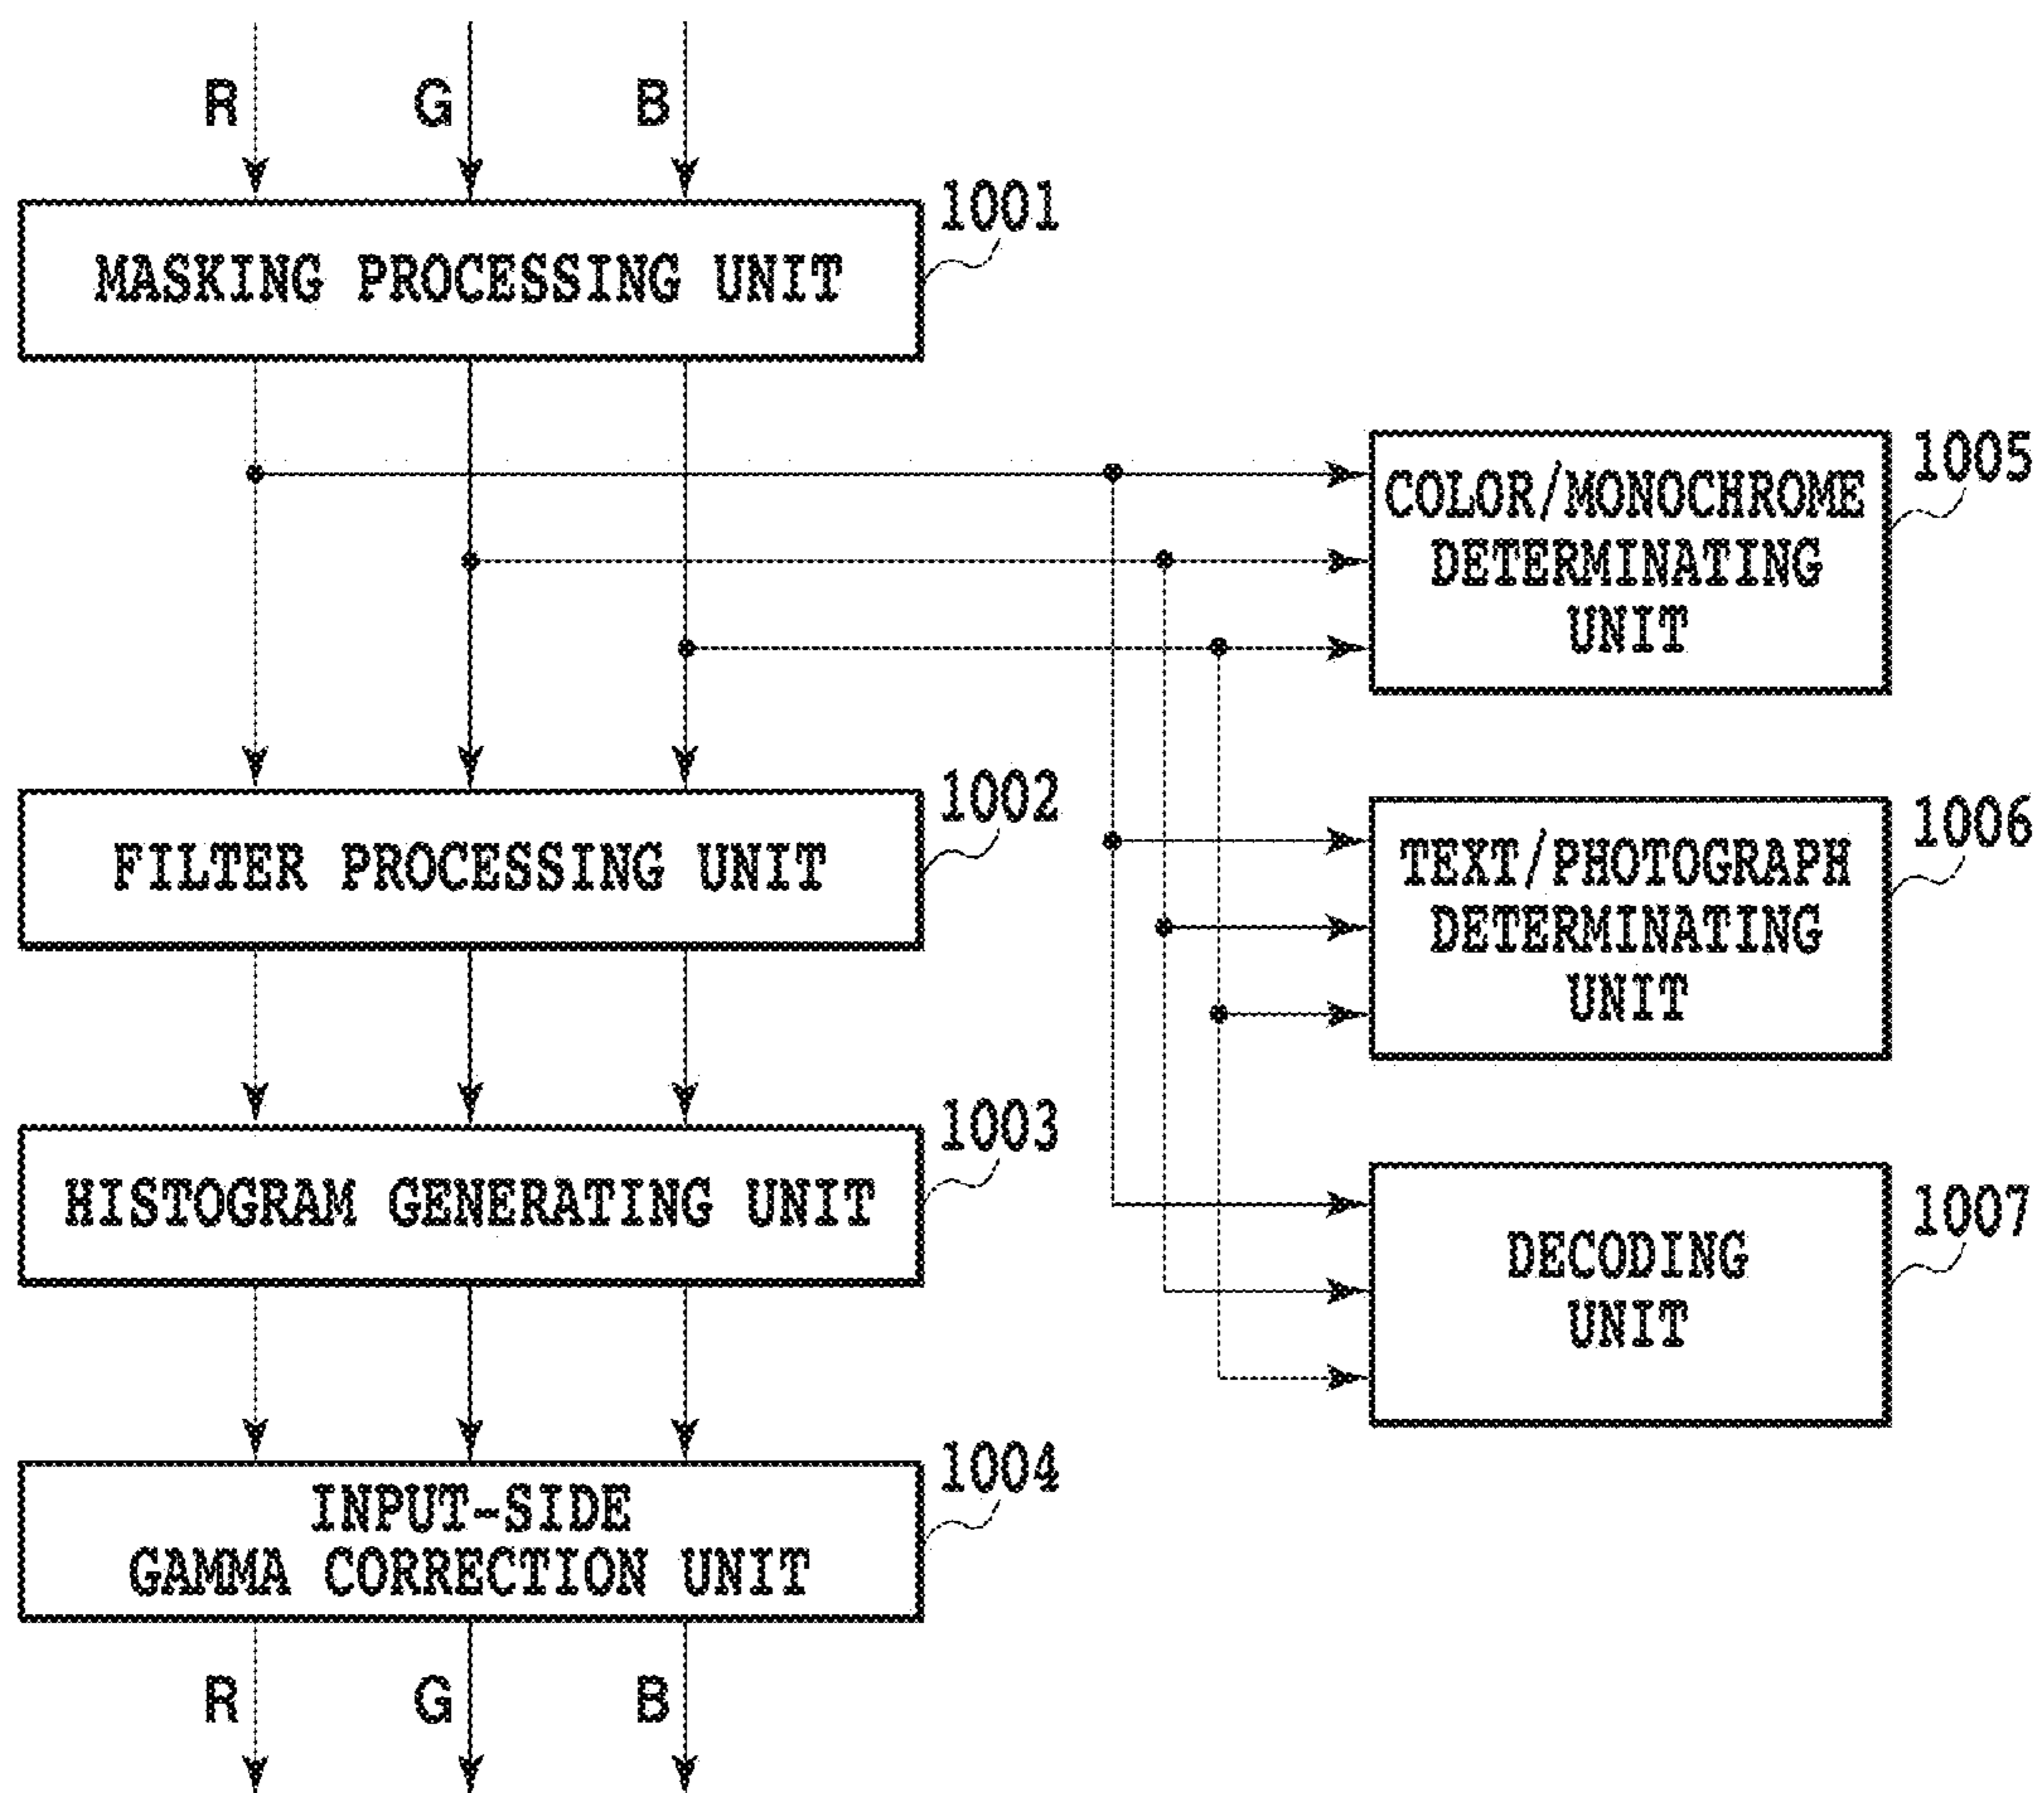 R G B
1001
MASKING PROCESSING UNIT
1005
COLOR/MONOCHROME
DETERMINATING
UNIT
1002
FILTER PROCESSING UNIT
1006
TEXT/PHOTOGRAPH
DETERMINATING
UNIT
1003
HISTOGRAM GENERATING UNIT
1007
DECODING
UNIT
1004
INPUT-SIDE
GAMMA CORRECTION UNIT
R G B